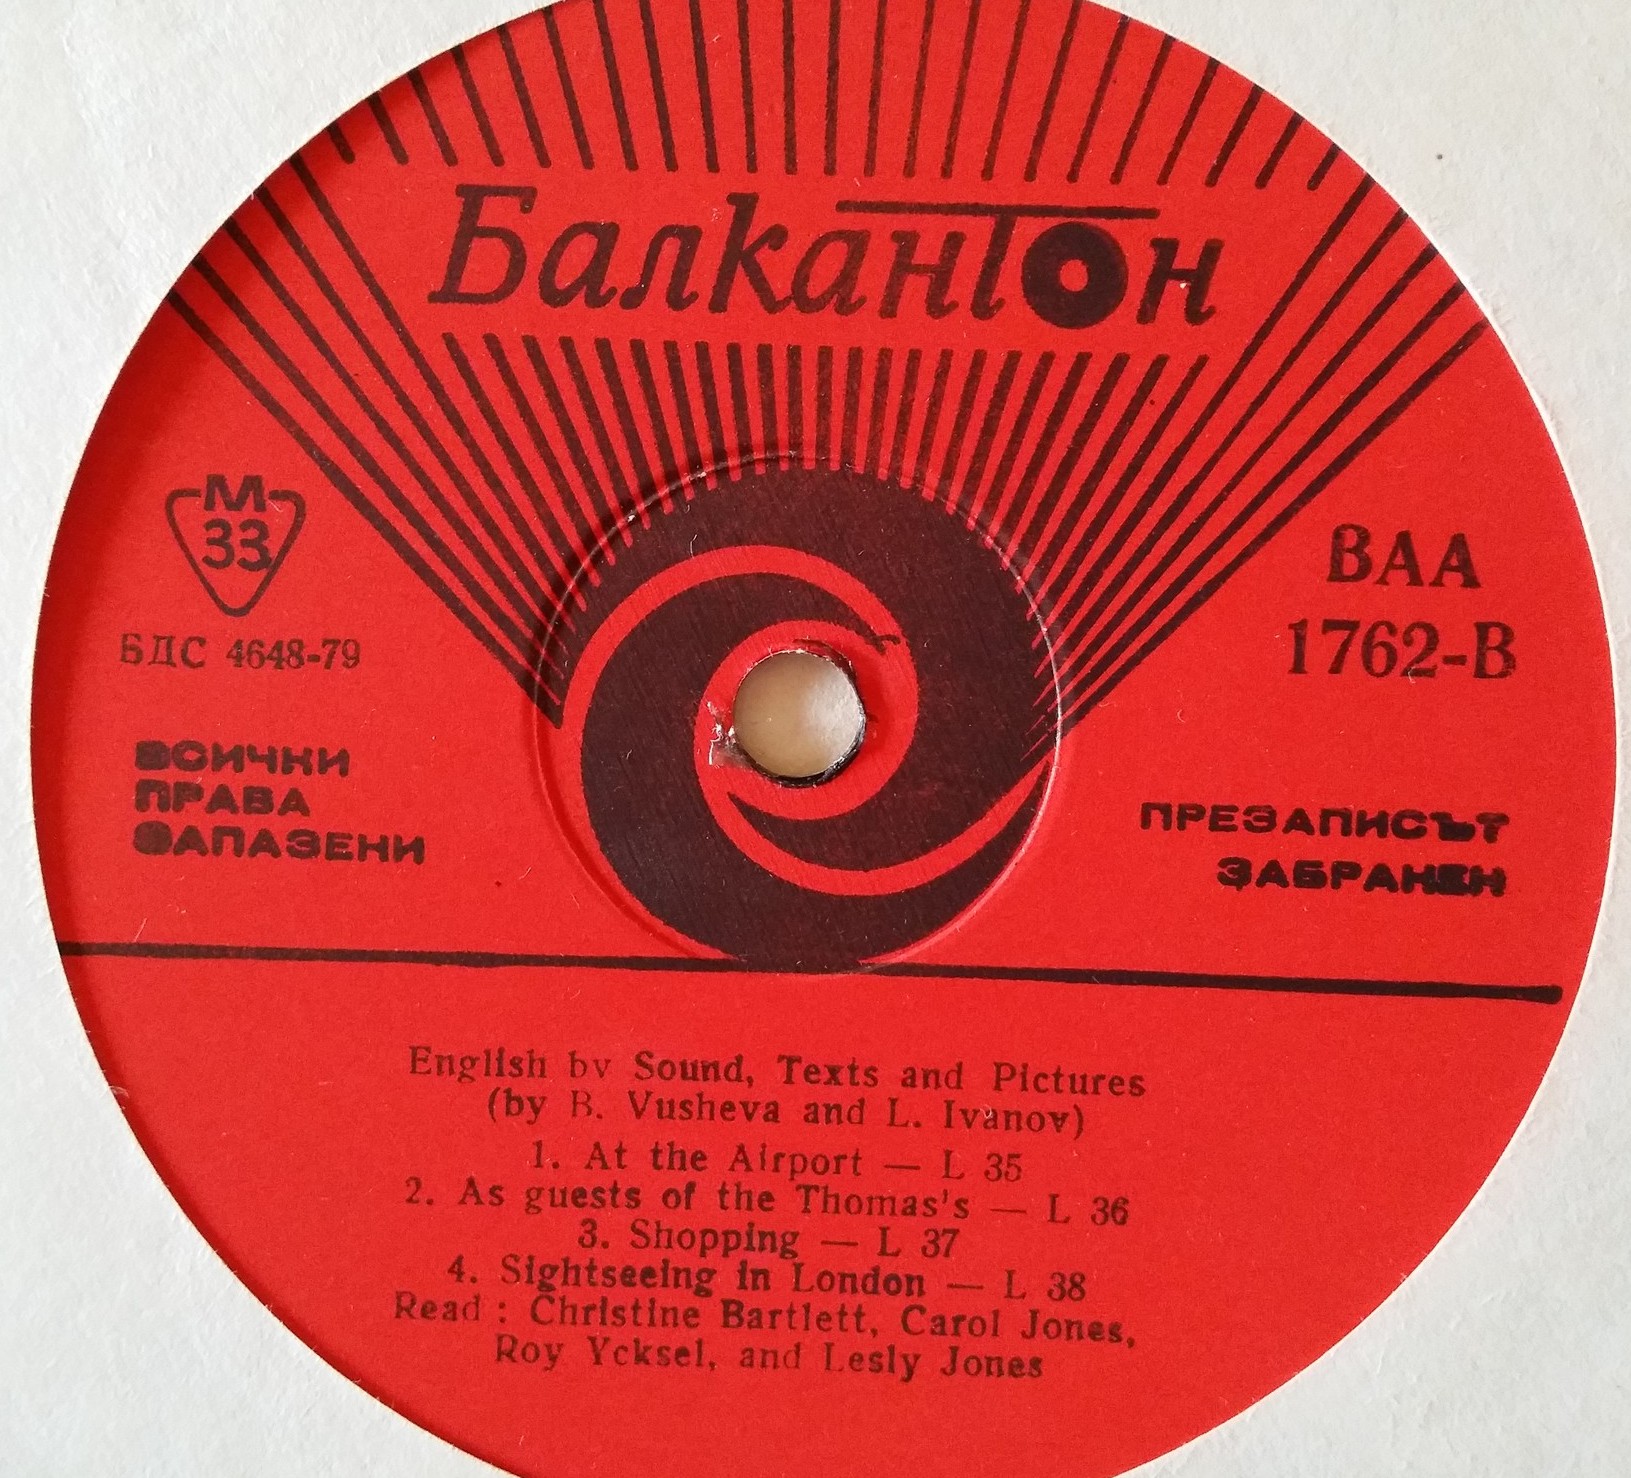 Балкантон
М
33
БДС 4648-79
ВСИЧКИ
ПРАВА
ЗАПАЗЕНИ
ВАА
1762-В
ПРЕЗАПИСЪТ
ЗАБРАНЕН
English by Sound, Texts and Pictures
(by B. Vusheva and L. Ivanov)
1. At the Airport — L 35
2. As guests of the Thomas's — L 36
3. Shopping — L 37
4. Sightseeing in London — L 38
Read : Christine Bartlett, Carol Jones,
Roy Ycksel, and Lesly Jones